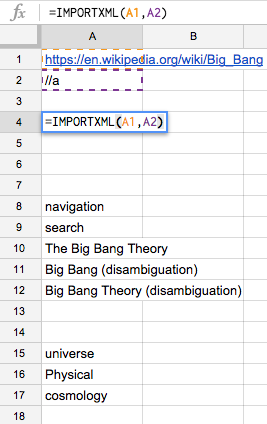 fx =IMPORTXML(A1,A2)
A B
1 https://en.wikipedia.org/wiki/Big_Bang
2 //a
3
4 =IMPORTXML(A1,A2)
5
6
7
8 navigation
9 search
10 The Big Bang Theory
11 Big Bang (disambiguation)
12 Big Bang Theory (disambiguation)
13
14
15 universe
16 Physical
17 cosmology
18